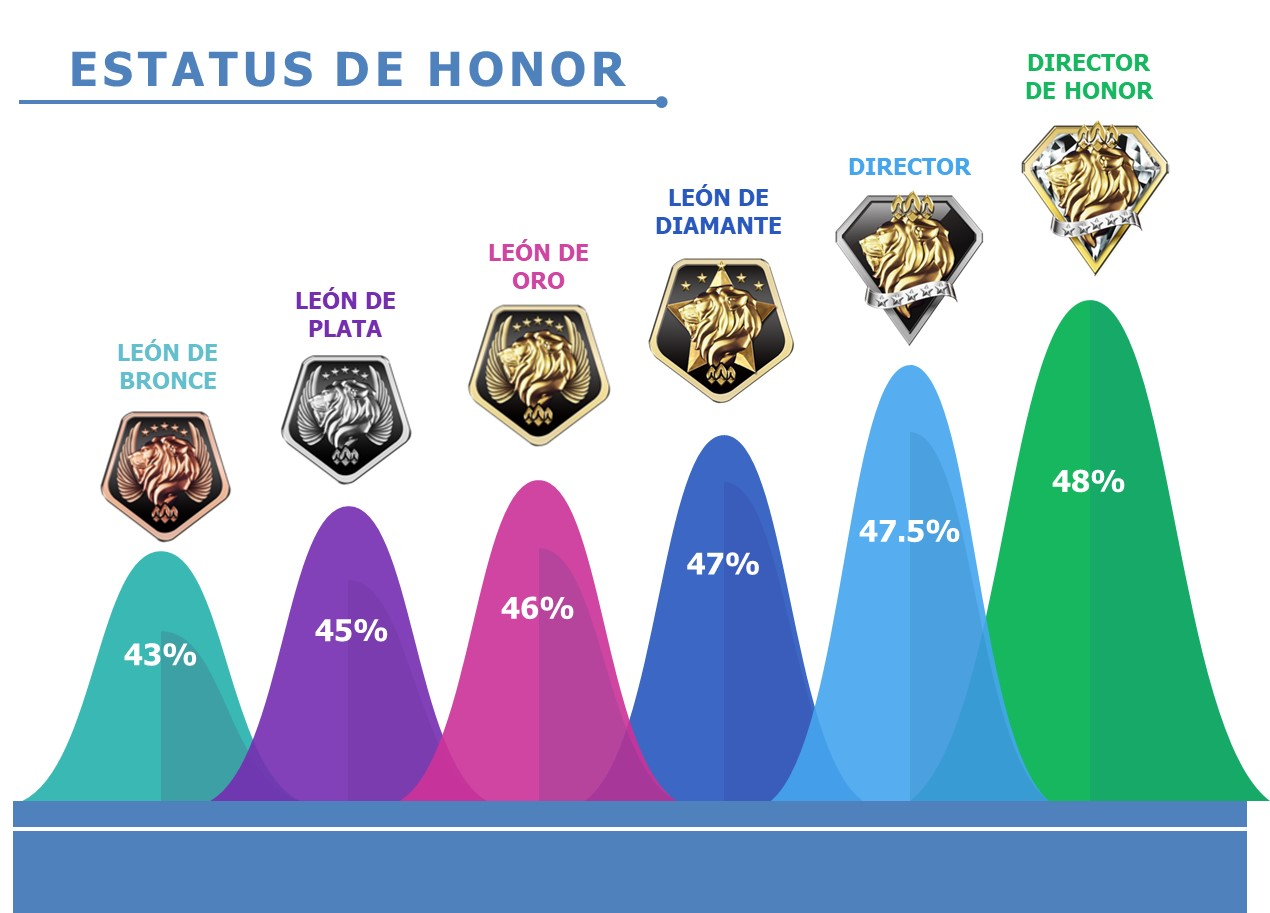 ESTATUS DE HONOR
DIRECTOR
DE HONOR
DIRECTOR
LEÓN DE
DIAMANTE
LEÓN DE
ORO
LEÓN DE
PLATA
LEÓN DE
BRONCE
43%
45%
46%
47%
47.5%
48%